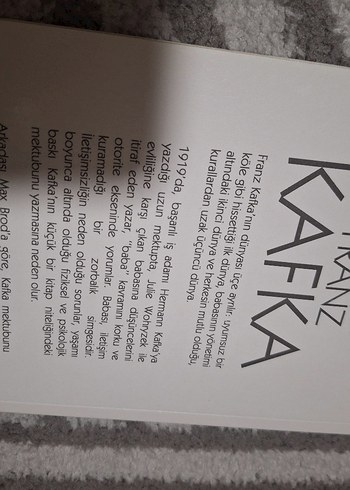 FRANZ
KAFKA
Franz Kafka'nın dünyası üçe ayrılır, uyumsuz bir
köle gibi hissettiği ilk dünya, babasının yönetimi
altındaki ikinci dünya ve herkesin mutlu olduğu,
kurallardan uzak üçüncü dünya.
1919'da, başarılı iş adamı Hermann Kafka'ya
yazdığı uzun mektupta, Julie Wohryzek ile
evliliğine karşı çıkan babasına düşüncelerini
itiraf eden yazar, "baba" kavramını korku ve
otorite ekseninde yorumlar. Babası, iletişim
kuramadığı bir zorbalık simgesidir.
İletişimsizliğin neden olduğu sorunlar, yaşamı
boyunca altında olduğu fiziksel ve psikolojik
baskı Kafka'nın küçük bir kitap niteliğindeki
mektubunu yazmasına neden olur.
Arkadaşı Max Brod'a göre, Kafka mektubunu